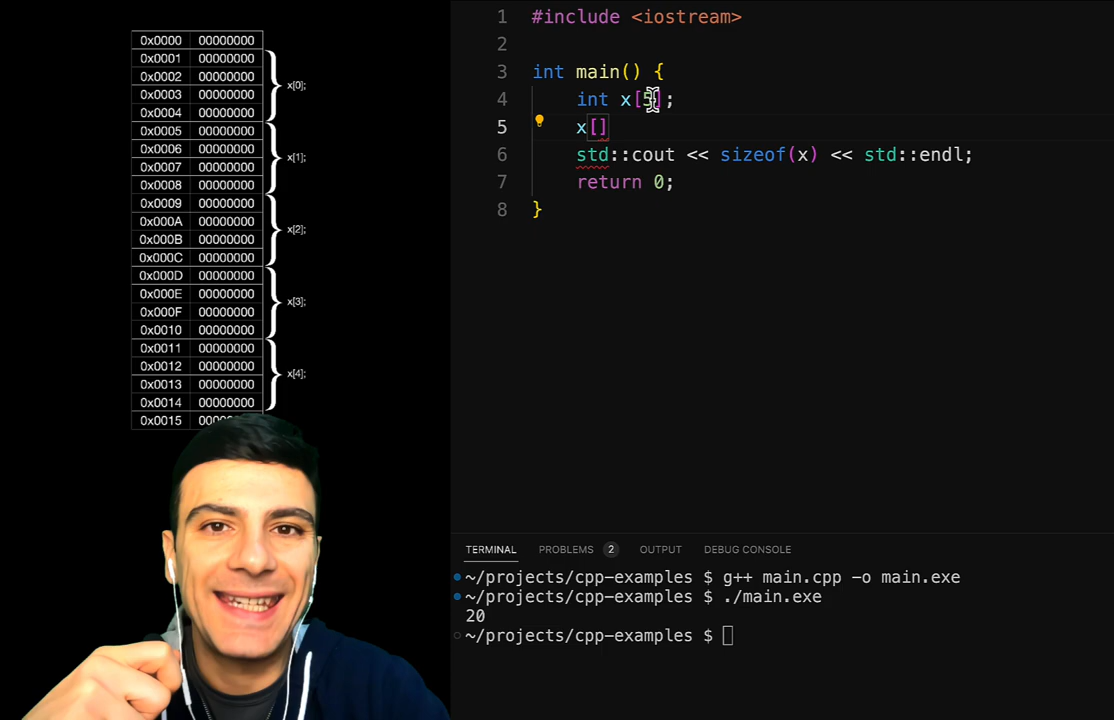 0x0000 00000000
0x0001 00000000
0x0002 00000000
0x0003 00000000
0x0004 00000000
x[0];
0x0005 00000000
0x0006 00000000
0x0007 00000000
0x0008 00000000
x[1];
0x0009 00000000
0x000A 00000000
0x000B 00000000
0x000C 00000000
x[2];
0x000D 00000000
0x000E 00000000
0x000F 00000000
0x0010 00000000
x[3];
0x0011 00000000
0x0012 00000000
0x0013 00000000
0x0014 00000000
x[4];
0x0015
1 #include <iostream>
2
3 int main() {
4 int x[5];
5 x[]
6 std::cout << sizeof(x) << std::endl;
7 return 0;
8 }
TERMINAL PROBLEMS 2 OUTPUT DEBUG CONSOLE
~/projects/cpp-examples $ g++ main.cpp -o main.exe
~/projects/cpp-examples $ ./main.exe
20
~/projects/cpp-examples $